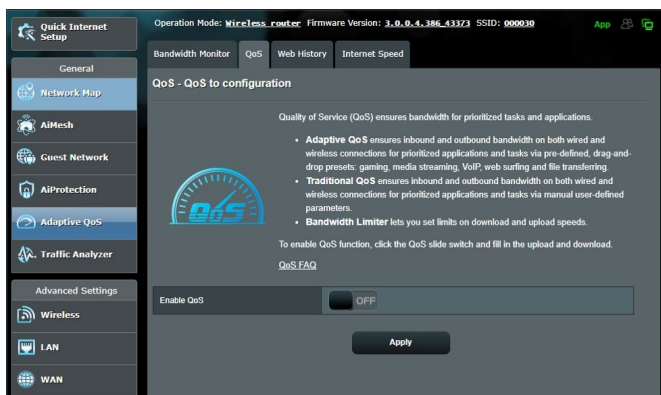 Quick Internet
Setup
Operation Mode: Wireless router Firmware Version: 3.0.0.4.386_43373 SSID: 000030
App
General
Network Map
AiMesh
Guest Network
AiProtection
Adaptive QoS
Traffic Analyzer
Advanced Settings
Wireless
LAN
WAN
Bandwidth Monitor QoS Web History Internet Speed
QoS - QoS to configuration
QoS
Quality of Service (QoS) ensures bandwidth for prioritized tasks and applications.
• Adaptive QoS ensures inbound and outbound bandwidth on both wired and
wireless connections for prioritized applications and tasks via pre-defined, drag-and-
drop presets: gaming, media streaming, VoIP, web surfing and file transferring.
• Traditional QoS ensures inbound and outbound bandwidth on both wired and
wireless connections for prioritized applications and tasks via manual user-defined
parameters.
• Bandwidth Limiter lets you set limits on download and upload speeds.
To enable QoS function, click the QoS slide switch and fill in the upload and download.
QoS FAQ
Enable QoS
OFF
Apply